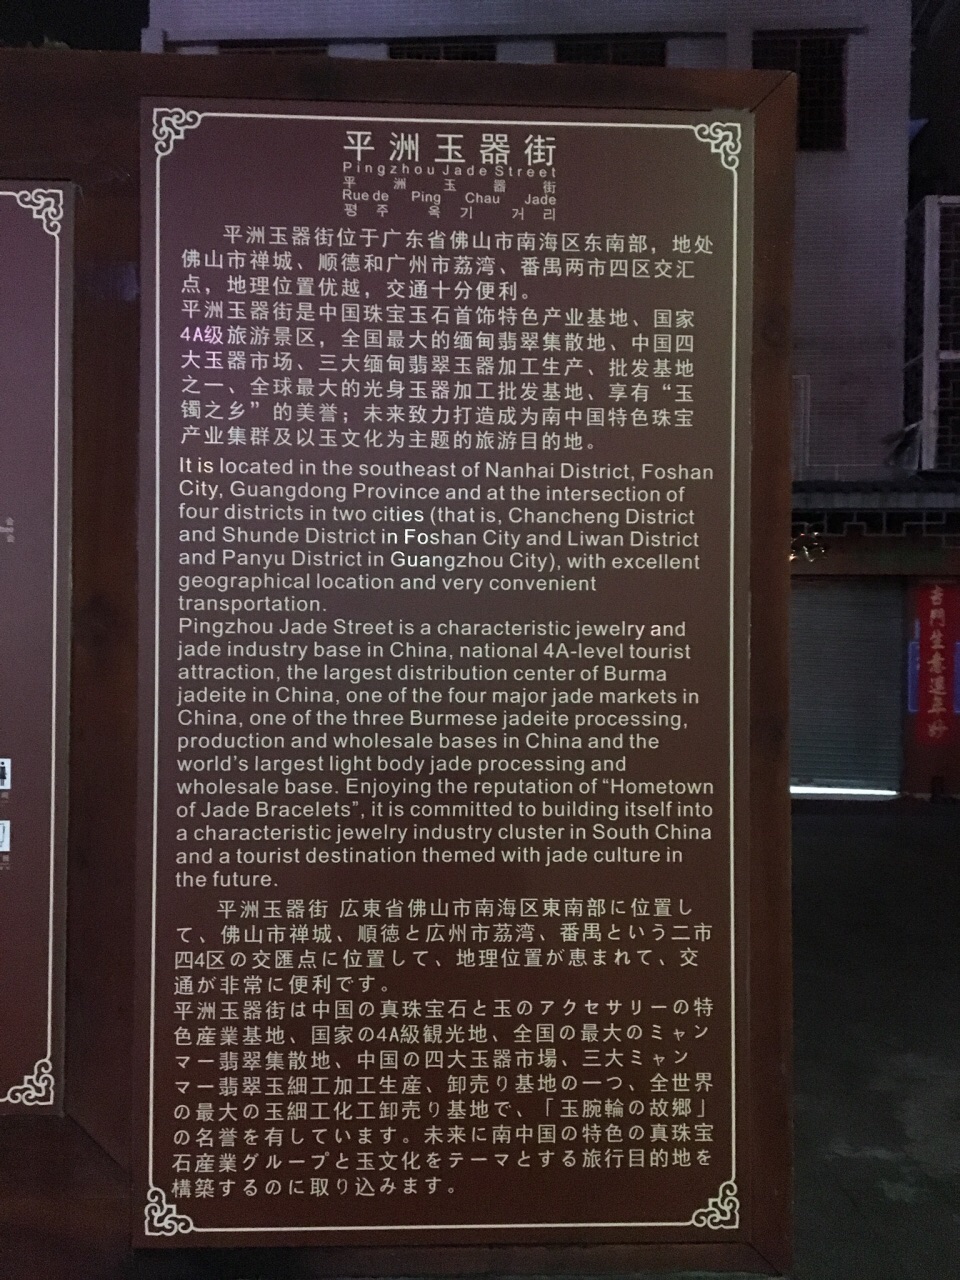 平洲玉器街
Pingzhou Jade Street
平洲玉器街
Rue de Ping Chau Jade
평주옥기거리
平洲玉器街位于广东省佛山市南海区东南部，地处
佛山市禅城、顺德和广州市荔湾、番禺两市四区交汇
点，地理位置优越，交通十分便利。
平洲玉器街是中国珠宝玉石首饰特色产业基地、国家
4A级旅游景区，全国最大的缅甸翡翠集散地、中国四
大玉器市场、三大缅甸翡翠玉器加工生产、批发基地
之一、全球最大的光身玉器加工批发基地、享有“玉
镯之乡”的美誉；未来致力打造成为南中国特色珠宝
产业集群及以玉文化为主题的旅游目的地。
It is located in the southeast of Nanhai District, Foshan
City, Guangdong Province and at the intersection of
four districts in two cities (that is, Chancheng District
and Shunde District in Foshan City and Liwan District
and Panyu District in Guangzhou City), with excellent
geographical location and very convenient
transportation.
Pingzhou Jade Street is a characteristic jewelry and
jade industry base in China, national 4A-level tourist
attraction, the largest distribution center of Burma
jadeite in China, one of the four major jade markets in
China, one of the three Burmese jadeite processing,
production and wholesale bases in China and the
world's largest light body jade processing and
wholesale base. Enjoying the reputation of “Hometown
of Jade Bracelets”, it is committed to building itself into
a characteristic jewelry industry cluster in South China
and a tourist destination themed with jade culture in
the future.
平洲玉器街 広東省佛山市南海区東南部に位置し
て、佛山市禅城、順徳と広州市荔湾、番禺という二市
四4区の交匯点に位置して、地理位置が恵まれて、交
通が非常に便利です。
平洲玉器街は中国の真珠宝石と玉のアクセサリーの特
色産業基地、国家の4A級観光地、全国の最大のミャン
マー翡翠集散地、中国の四大玉器市場、三大ミャン
マー翡翠玉細工加工生産、卸売り基地の一つ、全世界
の最大の玉細工化工卸売り基地で、「玉腕輪の故郷」
の名誉を有しています。未来に南中国の特色の真珠宝
石産業グループと玉文化をテーマとする旅行目的地を
構築するのに取り込みます。
吉門生意運年好